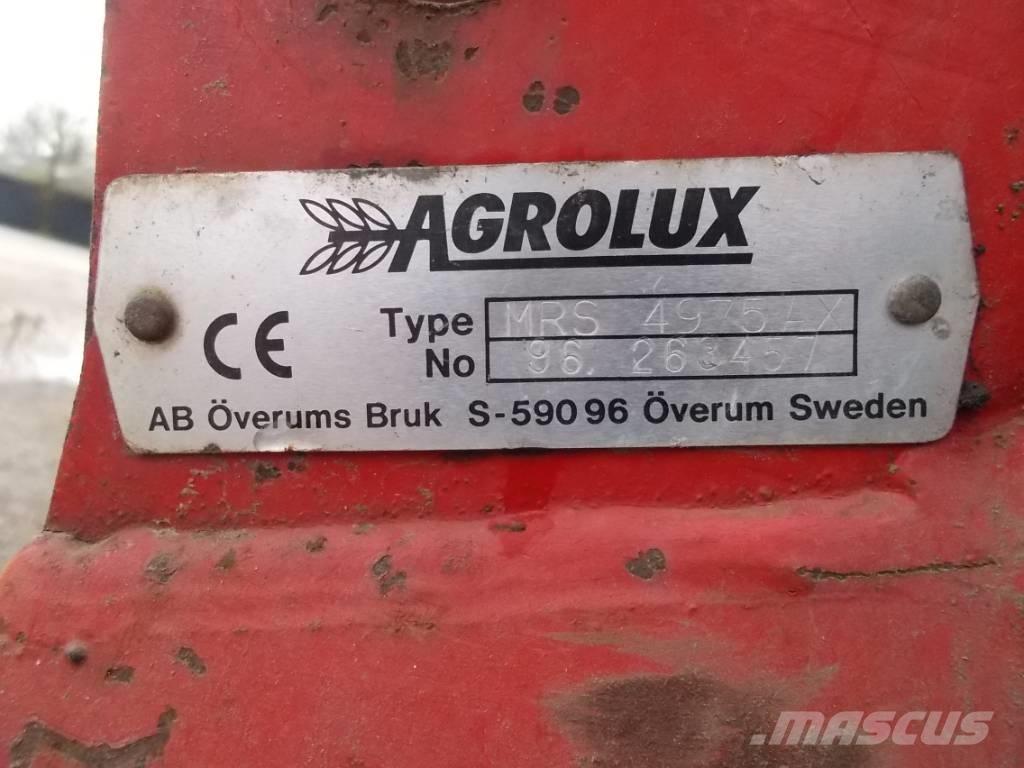 AGROLUX
CE
Type MRS 4975AX
No 96. 263457
AB Överums Bruk S-590 96 Överum Sweden
MASCUS